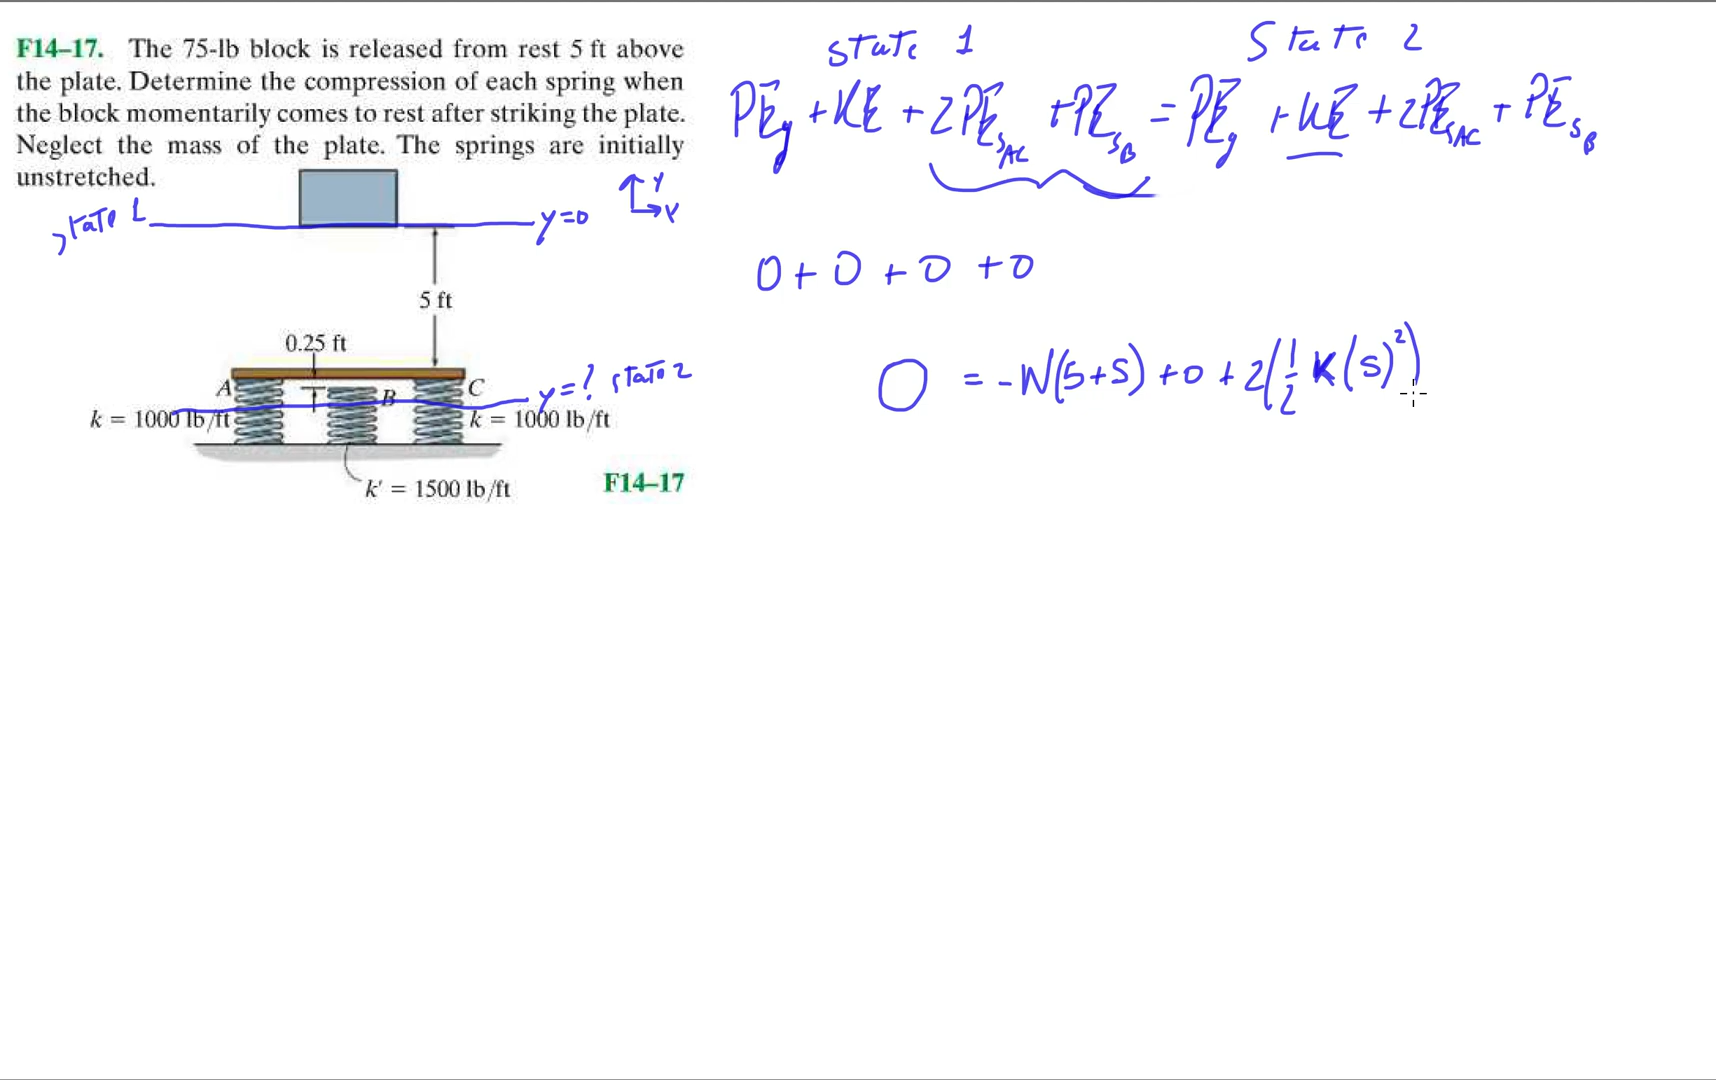 F14–17. The 75-lb block is released from rest 5 ft above
the plate. Determine the compression of each spring when
the block momentarily comes to rest after striking the plate.
Neglect the mass of the plate. The springs are initially
unstretched.
state 1
y=0
Y
X
5 ft
0.25 ft
A
B
C
y=? state 2
k = 1000 lb/ft
k = 1000 lb/ft
k' = 1500 lb/ft
F14–17
state 1
State 2
PEg + KE + 2PEsAC + PEsB = PEg + KE + 2PEsAC + PEsB
0 + 0 + 0 + 0
0 = -W(5+S) + 0 + 2(1/2 K(S)²)